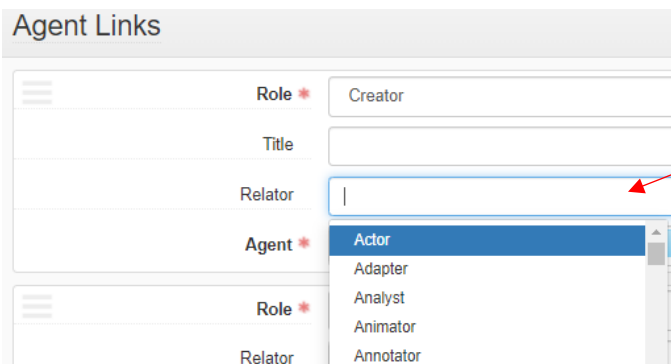 Agent Links
Role * Creator
Title
Relator
Agent * Actor
Adapter
Analyst
Role *
Animator
Relator Annotator